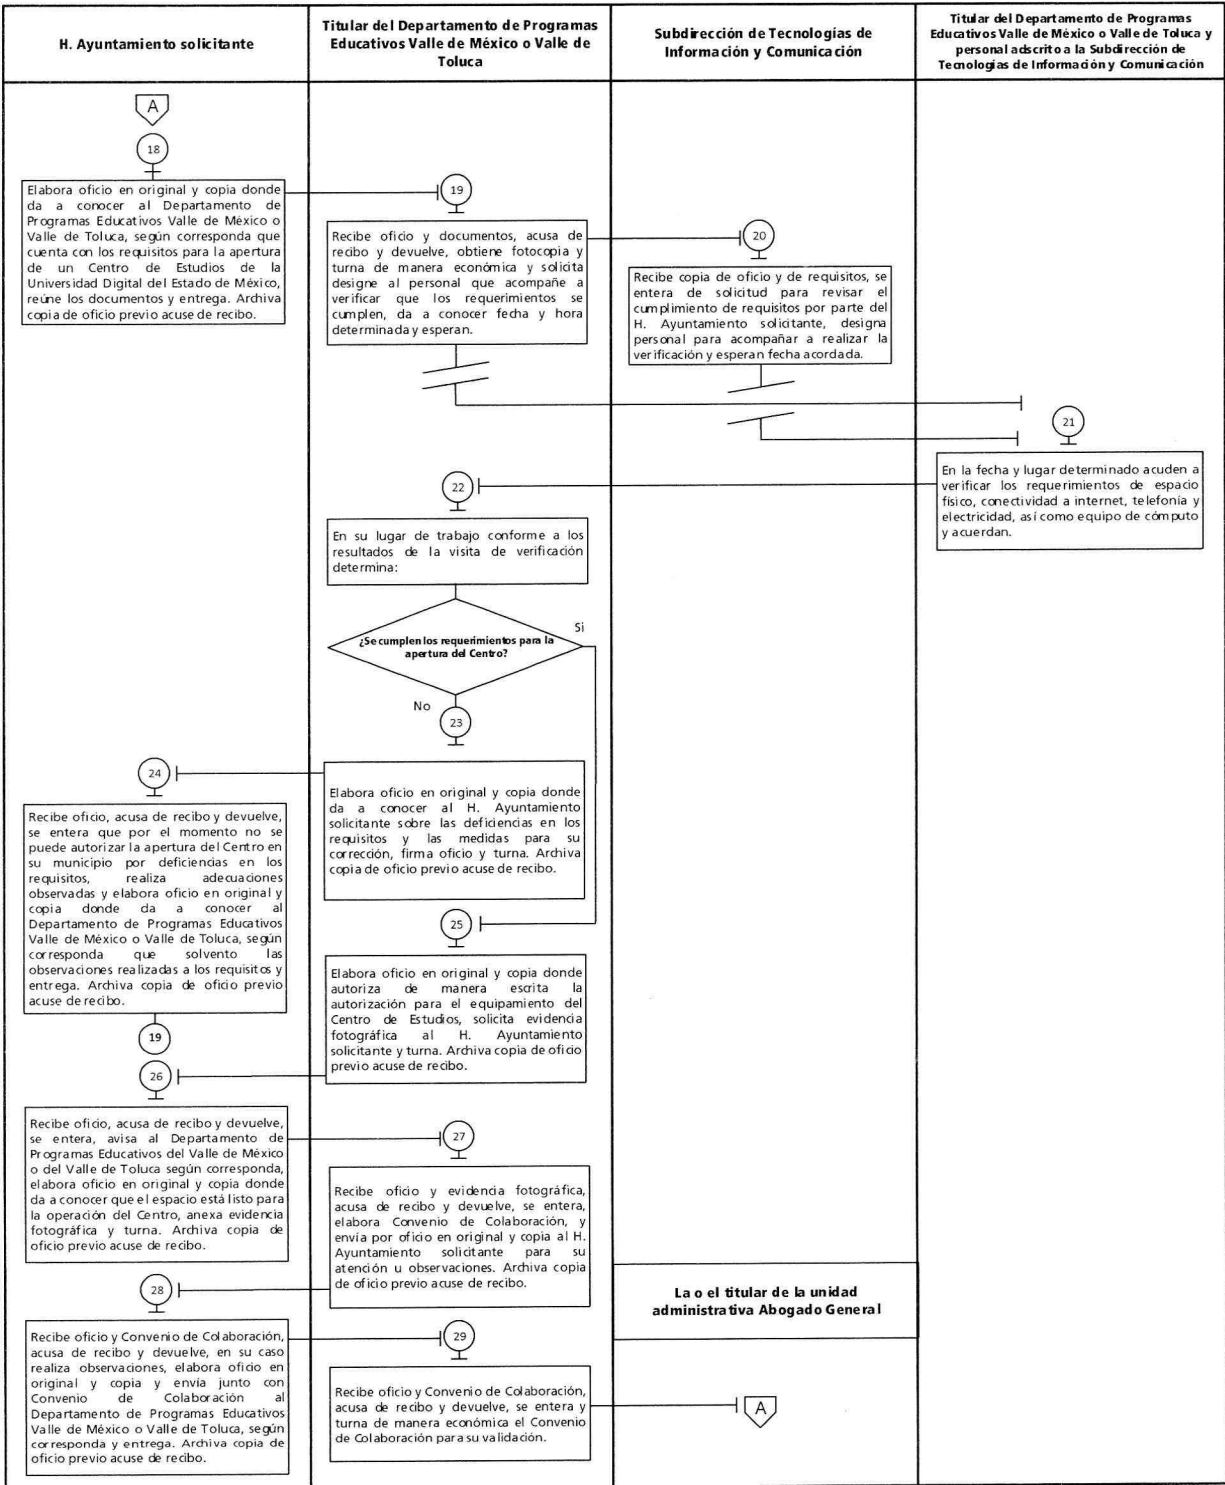 H. Ayuntamiento solicitante
Titular del Departamento de Programas
Educativos Valle de México o Valle de
Toluca
Subdirección de Tecnologías de
Información y Comunicación
Titular del Departamento de Programas
Educativos Valle de México o Valle de Toluca y
personal adscrito a la Subdirección de
Tecnologías de Información y Comunicación
A
18
Elabora oficio en original y copia donde
da a conocer al Departamento de
Programas Educativos Valle de México o
Valle de Toluca, según corresponda que
cuenta con los requisitos para la apertura
de un Centro de Estudios de la
Universidad Digital del Estado de México,
reúne los documentos y entrega. Archiva
copia de oficio previo acuse de recibo.
19
Recibe oficio y documentos, acusa de
recibo y devuelve, obtiene fotocopia y
turna de manera económica y solicita
designe al personal que acompañe a
verificar que los requerimientos se
cumplen, da a conocer fecha y hora
determinada y esperan.
20
Recibe copia de oficio y de requisitos, se
entera de solicitud para revisar el
cumplimiento de requisitos por parte del
H. Ayuntamiento solicitante, designa
personal para acompañar a realizar la
verificación y esperan fecha acordada.
21
En la fecha y lugar determinado acuden a
verificar los requerimientos de espacio
físico, conectividad a internet, telefonía y
electricidad, así como equipo de cómputo
y acuerdan.
22
En su lugar de trabajo conforme a los
resultados de la visita de verificación
determina:
¿Se cumplen los requerimientos para la
apertura del Centro?
Si
No
23
Elabora oficio en original y copia donde
da a conocer al H. Ayuntamiento
solicitante sobre las deficiencias en los
requisitos y las medidas para su
corrección, firma oficio y turna. Archiva
copia de oficio previo acuse de recibo.
24
Recibe oficio, acusa de recibo y devuelve,
se entera que por el momento no se
puede autorizar la apertura del Centro en
su municipio por deficiencias en los
requisitos, realiza adecuaciones
observadas y elabora oficio en original y
copia donde da a conocer al
Departamento de Programas Educativos
Valle de México o Valle de Toluca, según
corresponda que solvento las
observaciones realizadas a los requisitos y
entrega. Archiva copia de oficio previo
acuse de recibo.
19
25
Elabora oficio en original y copia donde
autoriza de manera escrita la
autorización para el equipamiento del
Centro de Estudios, solicita evidencia
fotográfica al H. Ayuntamiento
solicitante y turna. Archiva copia de oficio
previo acuse de recibo.
26
Recibe oficio, acusa de recibo y devuelve,
se entera, avisa al Departamento de
Programas Educativos del Valle de México
o del Valle de Toluca según corresponda,
elabora oficio en original y copia donde
da a conocer que el espacio está listo para
la operación del Centro, anexa evidencia
fotográfica y turna. Archiva copia de
oficio previo acuse de recibo.
27
Recibe oficio y evidencia fotográfica,
acusa de recibo y devuelve, se entera,
elabora Convenio de Colaboración, y
envía por oficio en original y copia al H.
Ayuntamiento solicitante para su
atención u observaciones. Archiva copia
de oficio previo acuse de recibo.
La o el titular de la unidad
administrativa Abogado General
28
Recibe oficio y Convenio de Colaboración,
acusa de recibo y devuelve, en su caso
realiza observaciones, elabora oficio en
original y copia y envía junto con
Convenio de Colaboración al
Departamento de Programas Educativos
Valle de México o Valle de Toluca, según
corresponda y entrega. Archiva copia de
oficio previo acuse de recibo.
29
Recibe oficio y Convenio de Colaboración,
acusa de recibo y devuelve, se entera y
turna de manera económica el Convenio
de Colaboración para su validación.
A